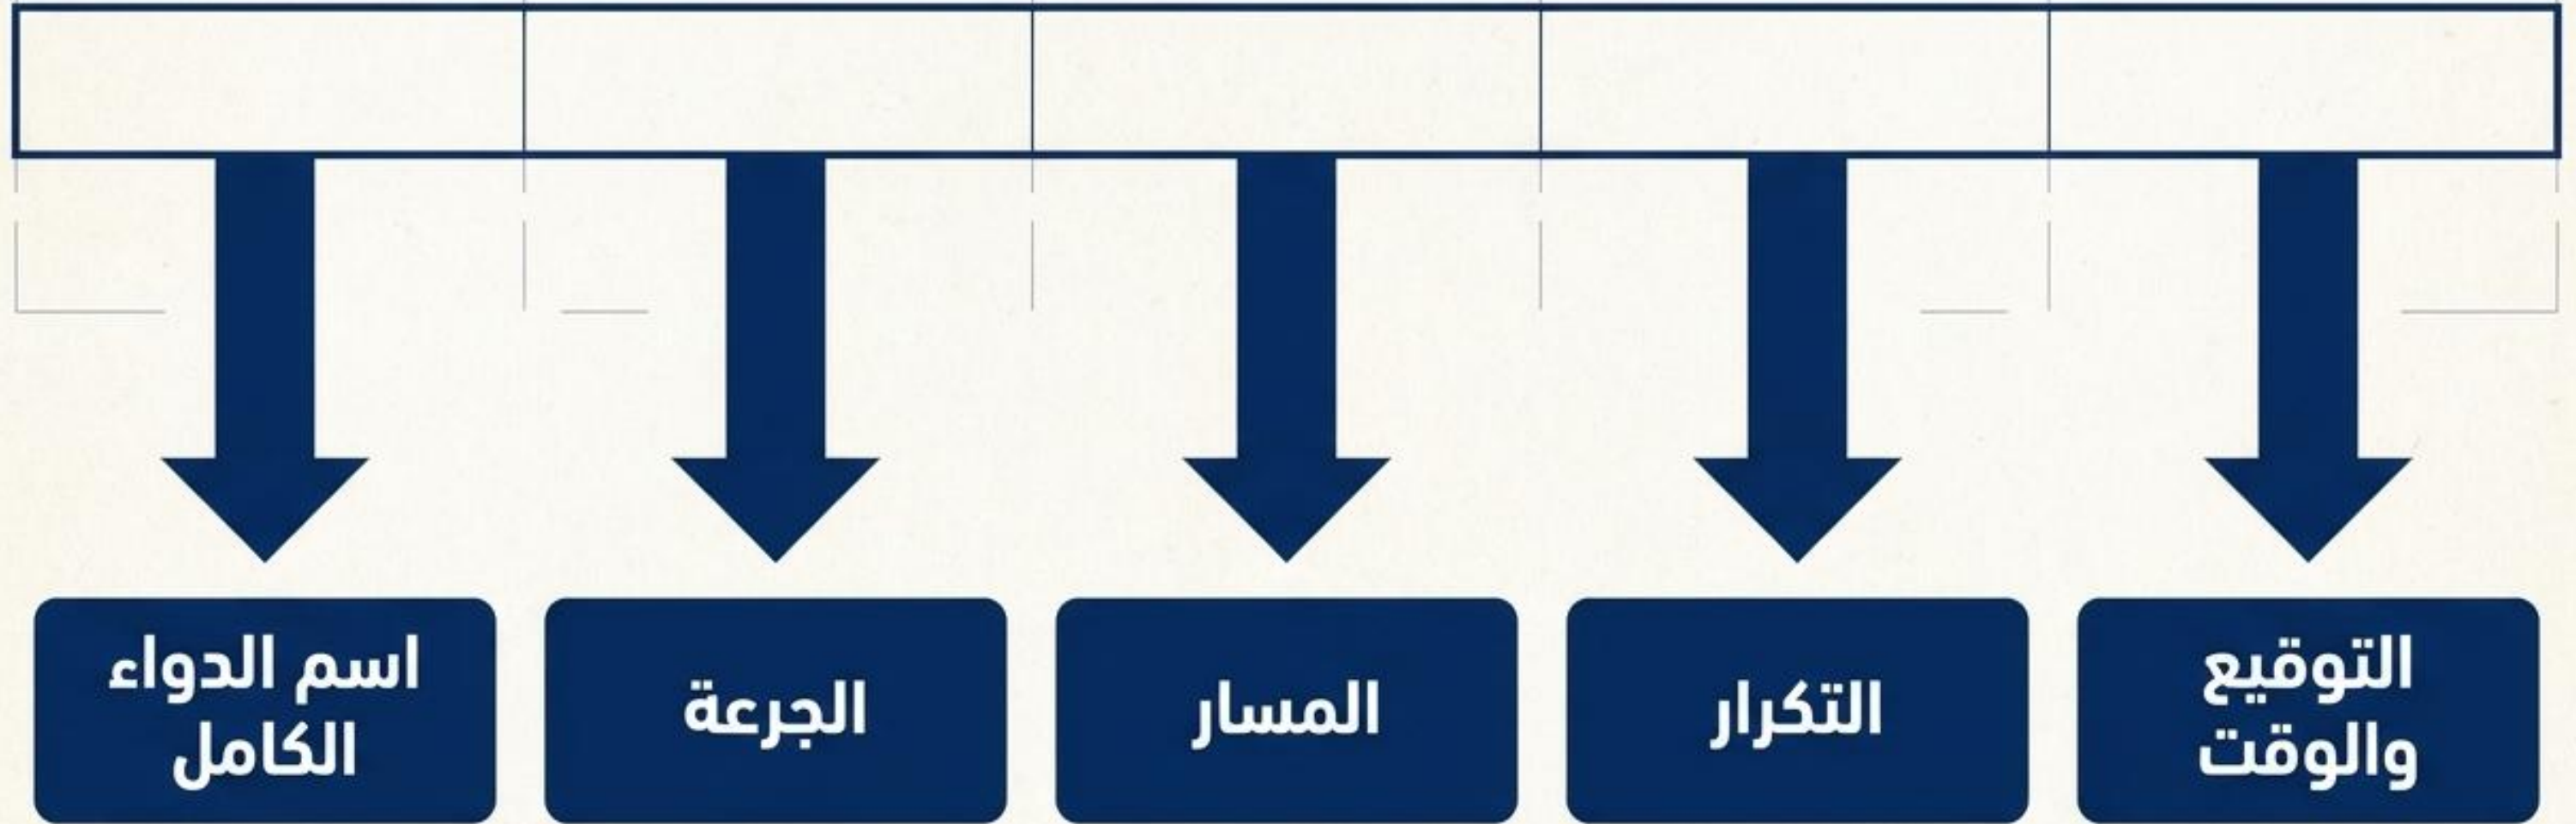 اسم الدواء
الكامل
الجرعة
المسار
التكرار
التوقيع
والوقت